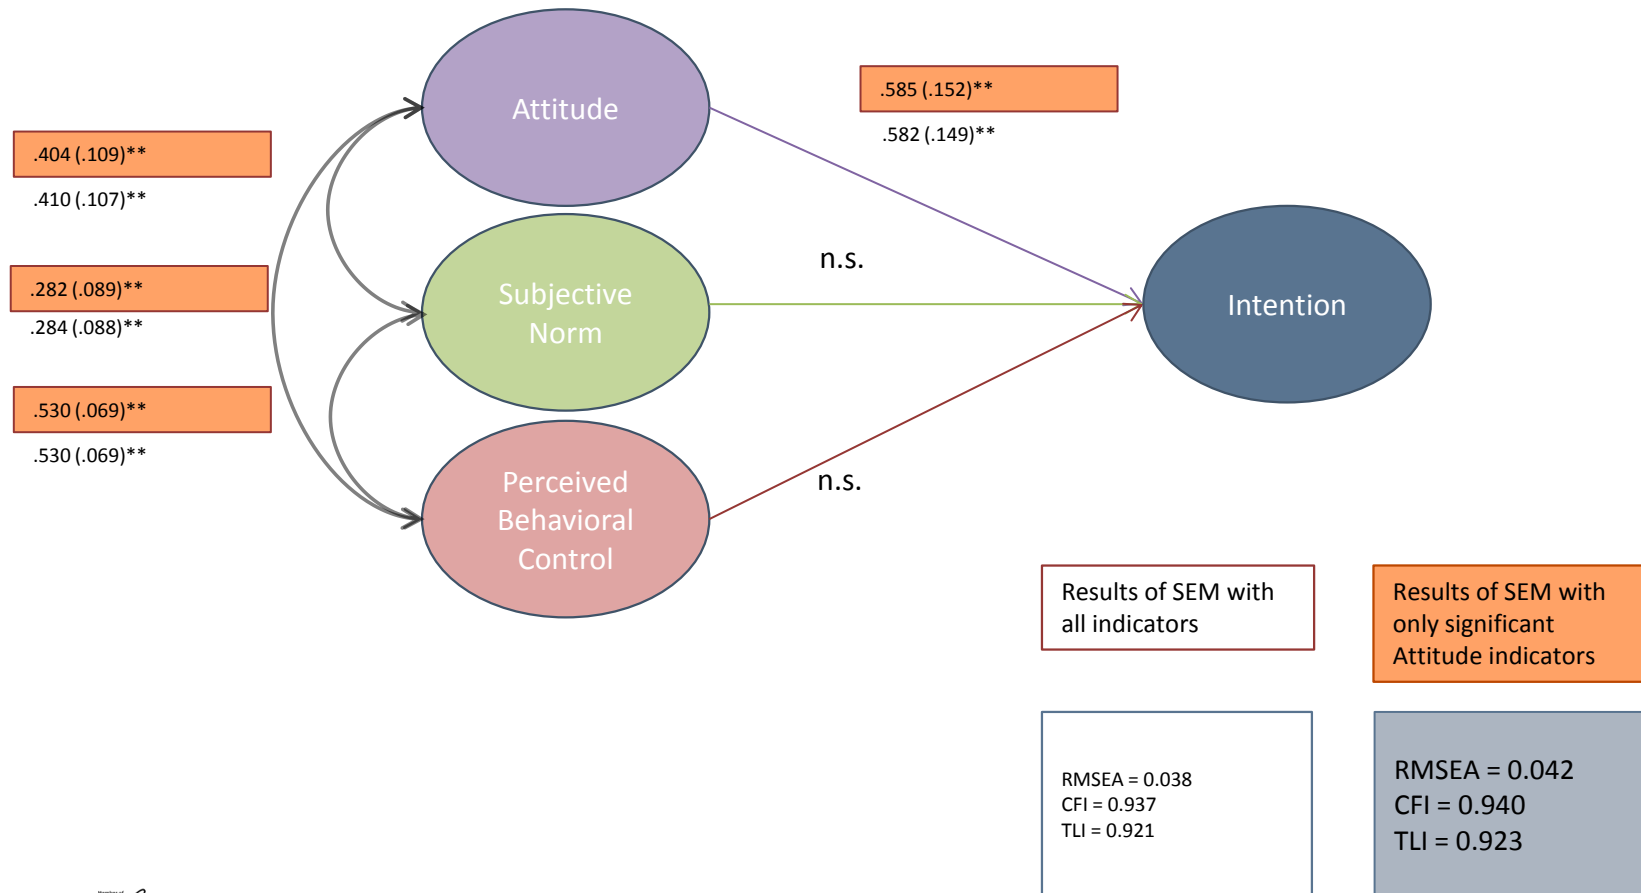 Attitude
.585 (.152)**
.582 (.149)**
.404 (.109)**
.410 (.107)**
n.s.
.282 (.089)**
.284 (.088)**
Subjective
Norm
Intention
.530 (.069)**
.530 (.069)**
n.s.
Perceived
Behavioral
Control
Results of SEM with
all indicators
Results of SEM with
only significant
Attitude indicators
RMSEA = 0.038
CFI = 0.937
TLI = 0.921
RMSEA = 0.042
CFI = 0.940
TLI = 0.923